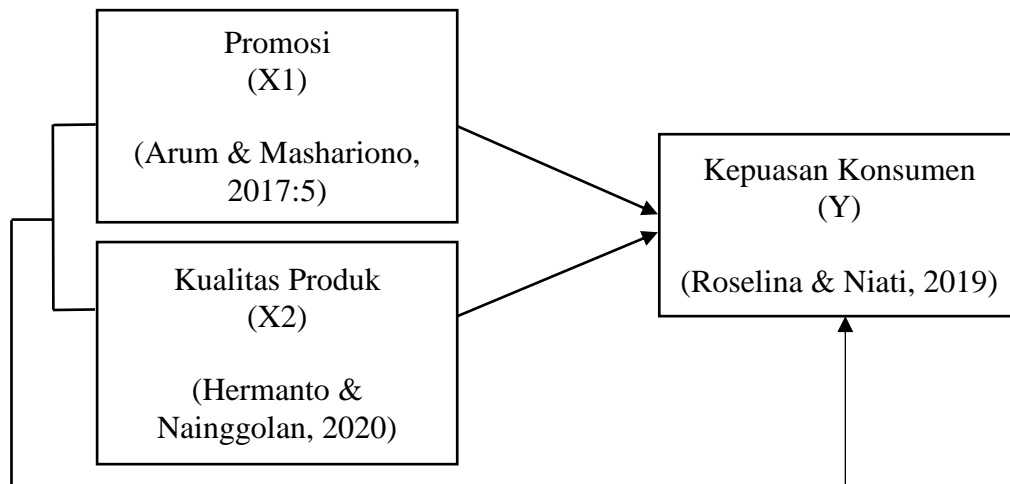 Promosi
(X1)
(Arum & Mashariono,
2017:5)
Kualitas Produk
(X2)
(Hermanto &
Nainggolan, 2020)
Kepuasan Konsumen
(Y)
(Roselina & Niati, 2019)